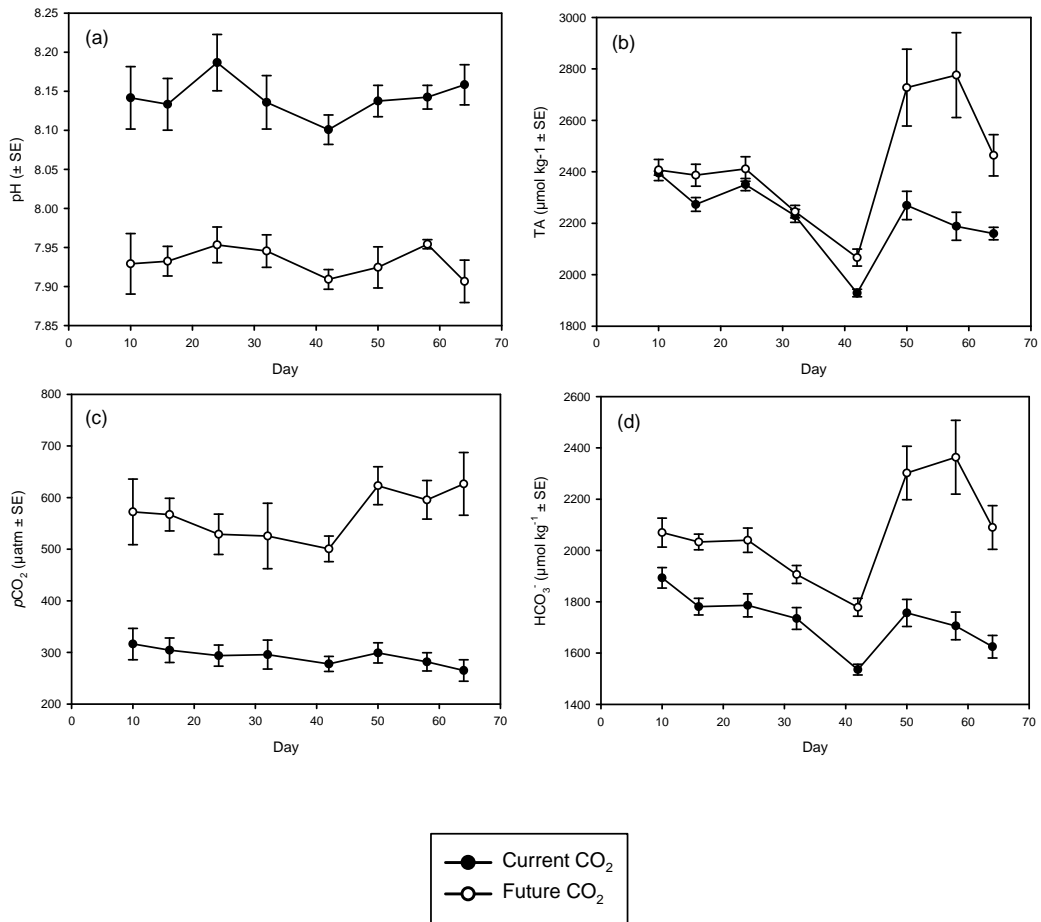 (a)
pH (± SE)
8.25
8.20
8.15
8.10
8.05
8.00
7.95
7.90
7.85
0 10 20 30 40 50 60 70
Day
(b)
TA (µmol kg-1 ± SE)
3000
2800
2600
2400
2200
2000
1800
0 10 20 30 40 50 60 70
Day
(c)
pCO₂ (µatm ± SE)
800
700
600
500
400
300
200
0 10 20 30 40 50 60 70
Day
(d)
HCO₃⁻ (µmol kg⁻¹ ± SE)
2600
2400
2200
2000
1800
1600
1400
0 10 20 30 40 50 60 70
Day
Current CO₂
Future CO₂